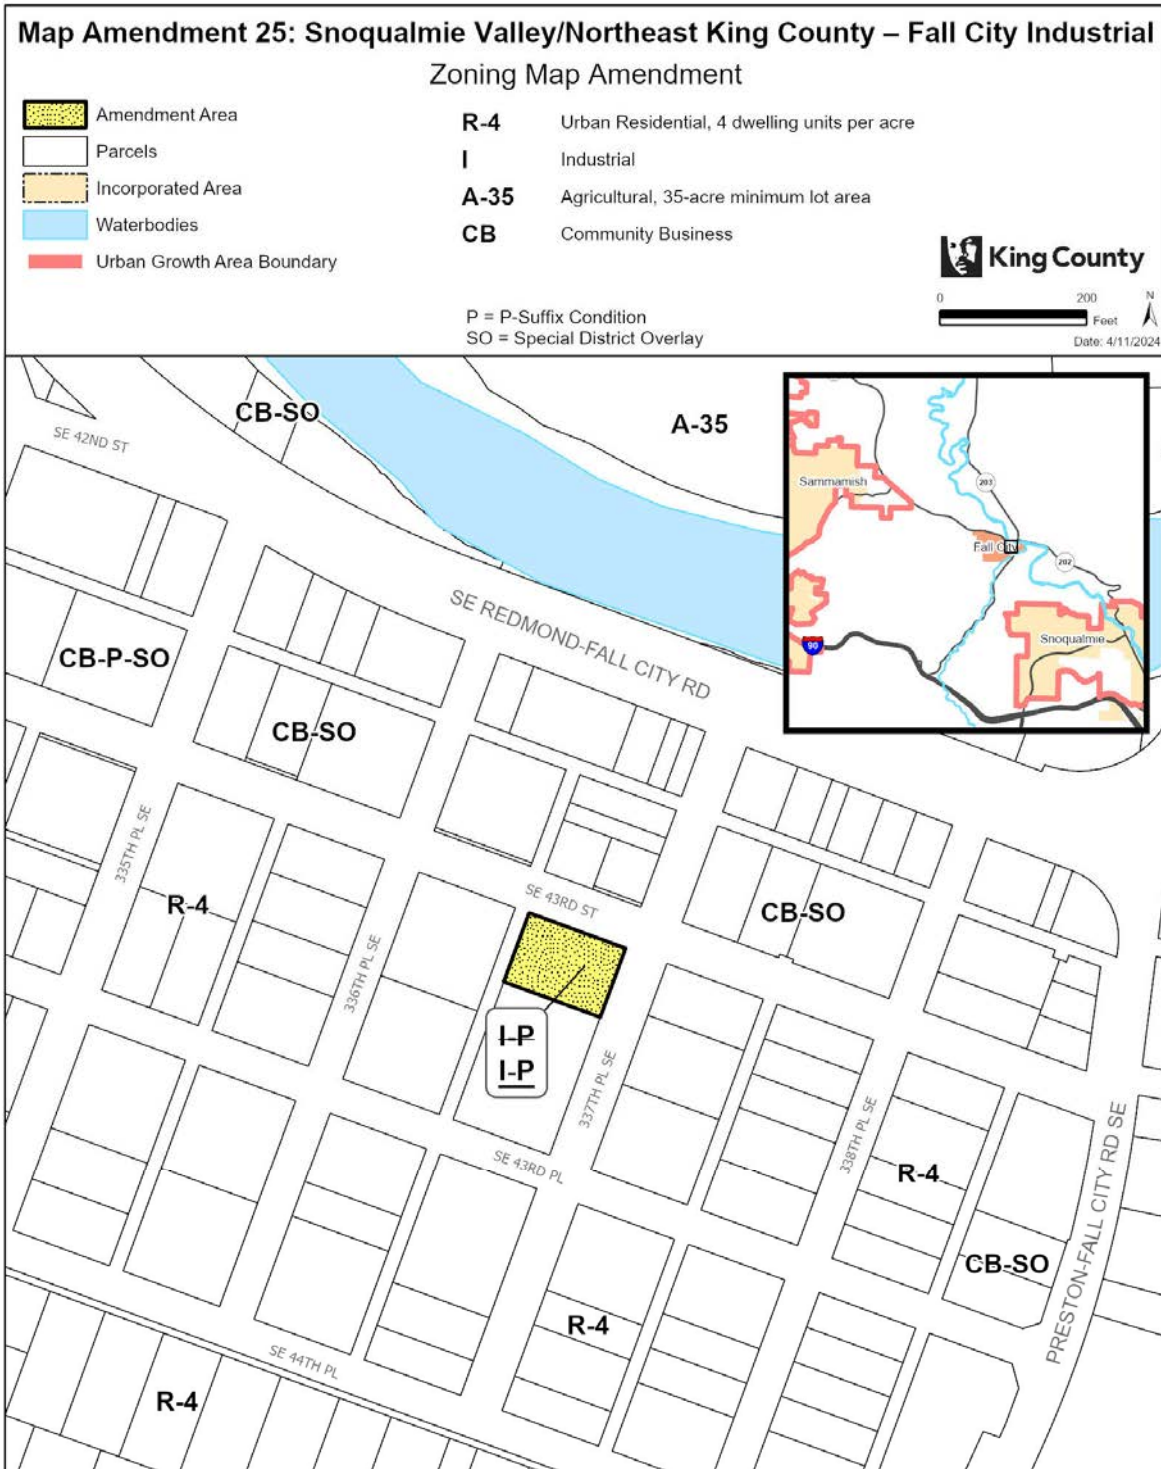 Map Amendment 25: Snoqualmie Valley/Northeast King County – Fall City Industrial
Zoning Map Amendment
Amendment Area
Parcels
Incorporated Area
Waterbodies
Urban Growth Area Boundary
R-4 Urban Residential, 4 dwelling units per acre
I Industrial
A-35 Agricultural, 35-acre minimum lot area
CB Community Business
P = P-Suffix Condition
SO = Special District Overlay
King County
0 200
Feet
N
Date: 4/11/2024
CB-SO
A-35
SE 42ND ST
Sammamish
203
Fall City
202
Snoqualmie
90
SE REDMOND-FALL CITY RD
CB-P-SO
CB-SO
335TH PL SE
R-4
SE 43RD ST
CB-SO
336TH PL SE
I-P
I-P
337TH PL SE
338TH PL SE
SE 43RD PL
R-4
PRESTON-FALL CITY RD SE
CB-SO
R-4
SE 44TH PL
R-4